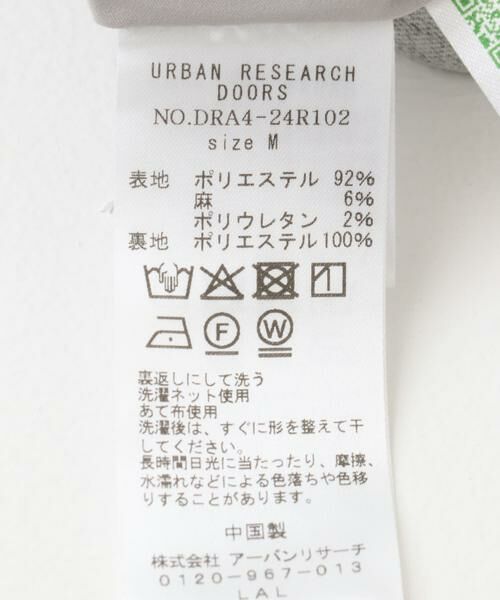 URBAN RESEARCH
DOORS
NO.DRA4-24R102
size M
表地 ポリエステル 92%
麻 6%
ポリウレタン 2%
裏地 ポリエステル100%
F W
裏返しにして洗う
洗濯ネット使用
あて布使用
洗濯後は、すぐに形を整えて干
してください。
長時間日光に当たったり、摩擦、
水濡れなどによる色落ちや色移
りすることがあります。
中国製
株式会社 アーバンリサーチ
0120-967-013
LAL